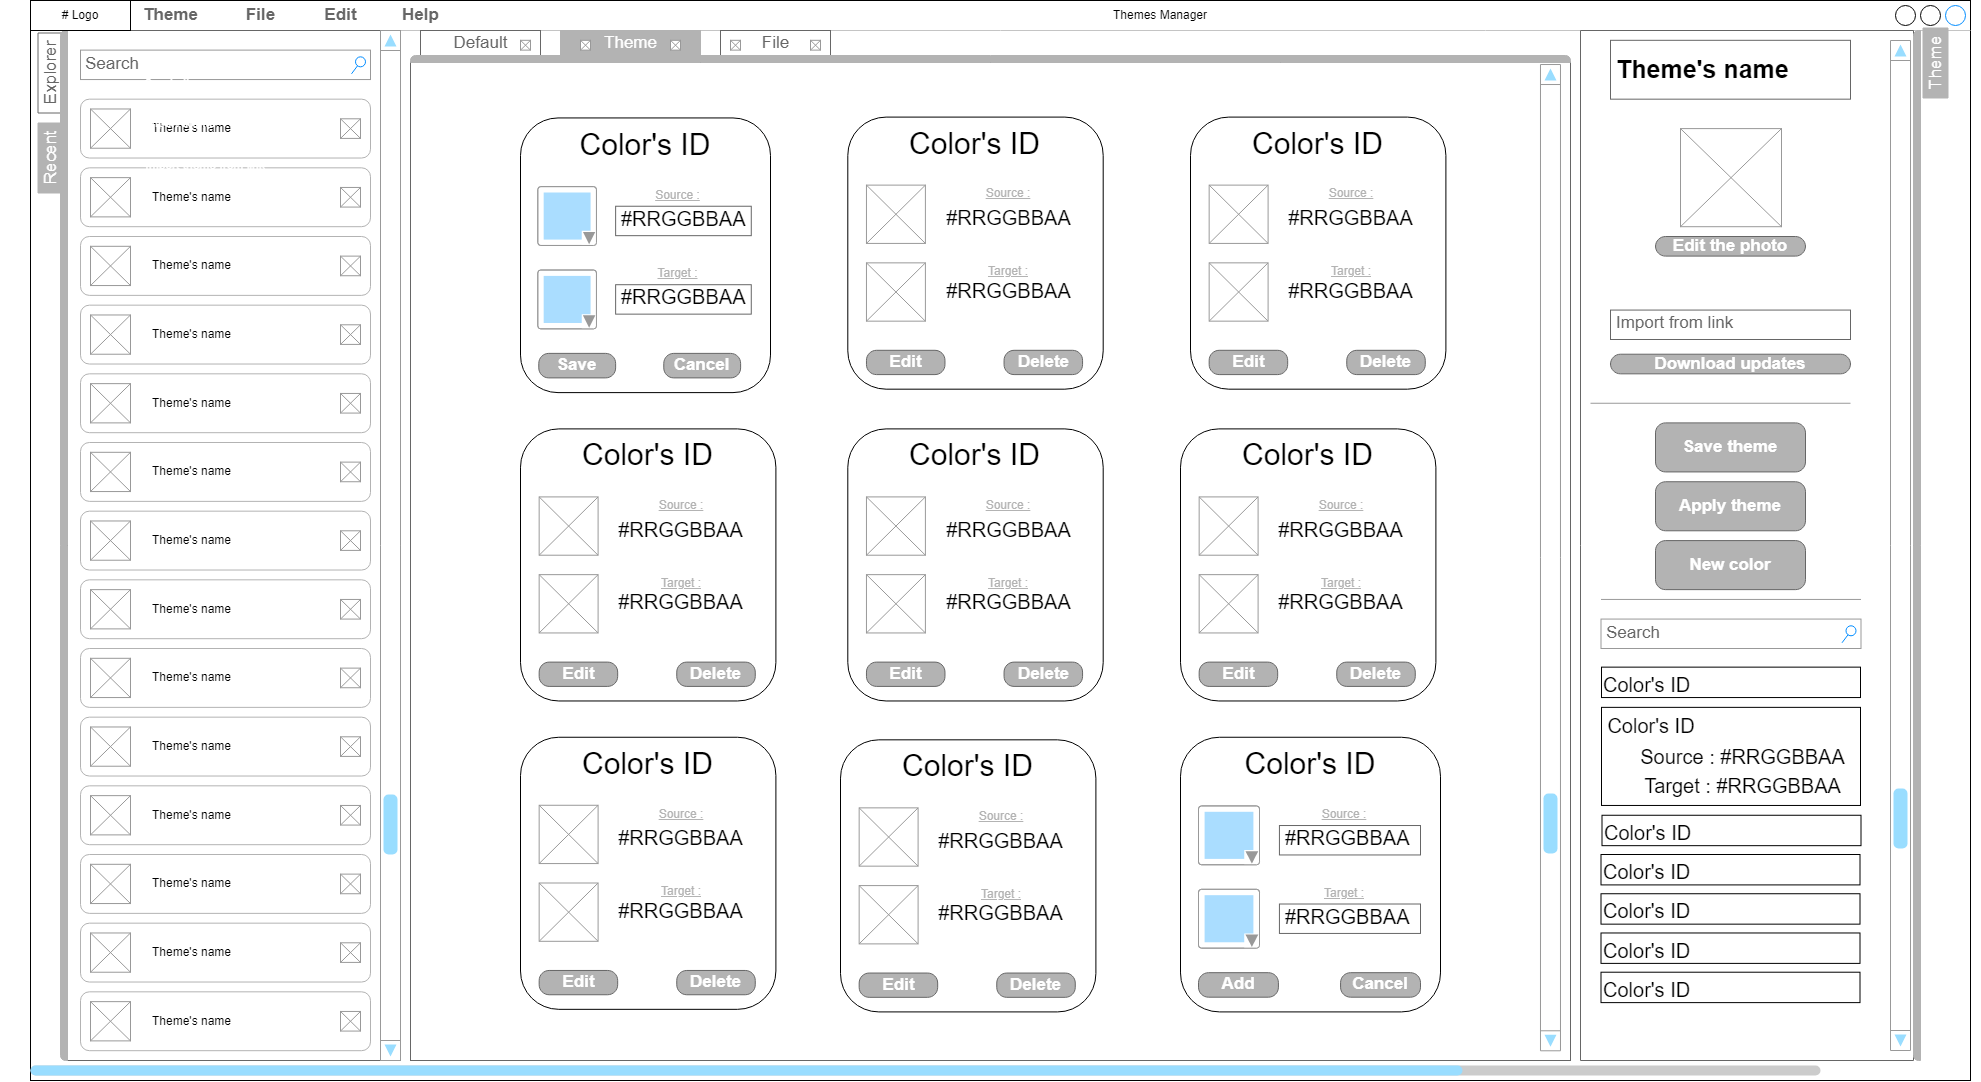 # Logo
Theme
File
Edit
Help
Themes Manager
Explorer
Recent
Search
Theme's name
Theme's name
Theme's name
Theme's name
Theme's name
Theme's name
Theme's name
Theme's name
Theme's name
Theme's name
Theme's name
Theme's name
Theme's name
Theme's name
Default
Theme
File
Color's ID
Source :
#RRGGBBAA
Target :
#RRGGBBAA
Save
Cancel
Color's ID
Source :
#RRGGBBAA
Target :
#RRGGBBAA
Edit
Delete
Color's ID
Source :
#RRGGBBAA
Target :
#RRGGBBAA
Edit
Delete
Color's ID
Source :
#RRGGBBAA
Target :
#RRGGBBAA
Edit
Delete
Color's ID
Source :
#RRGGBBAA
Target :
#RRGGBBAA
Edit
Delete
Color's ID
Source :
#RRGGBBAA
Target :
#RRGGBBAA
Edit
Delete
Color's ID
Source :
#RRGGBBAA
Target :
#RRGGBBAA
Edit
Delete
Color's ID
Source :
#RRGGBBAA
Target :
#RRGGBBAA
Edit
Delete
Color's ID
Source :
#RRGGBBAA
Target :
#RRGGBBAA
Add
Cancel
Theme's name
Edit the photo
Import from link
Download updates
Save theme
Apply theme
New color
Search
Color's ID
Color's ID
Source : #RRGGBBAA
Target : #RRGGBBAA
Color's ID
Color's ID
Color's ID
Color's ID
Color's ID
Theme